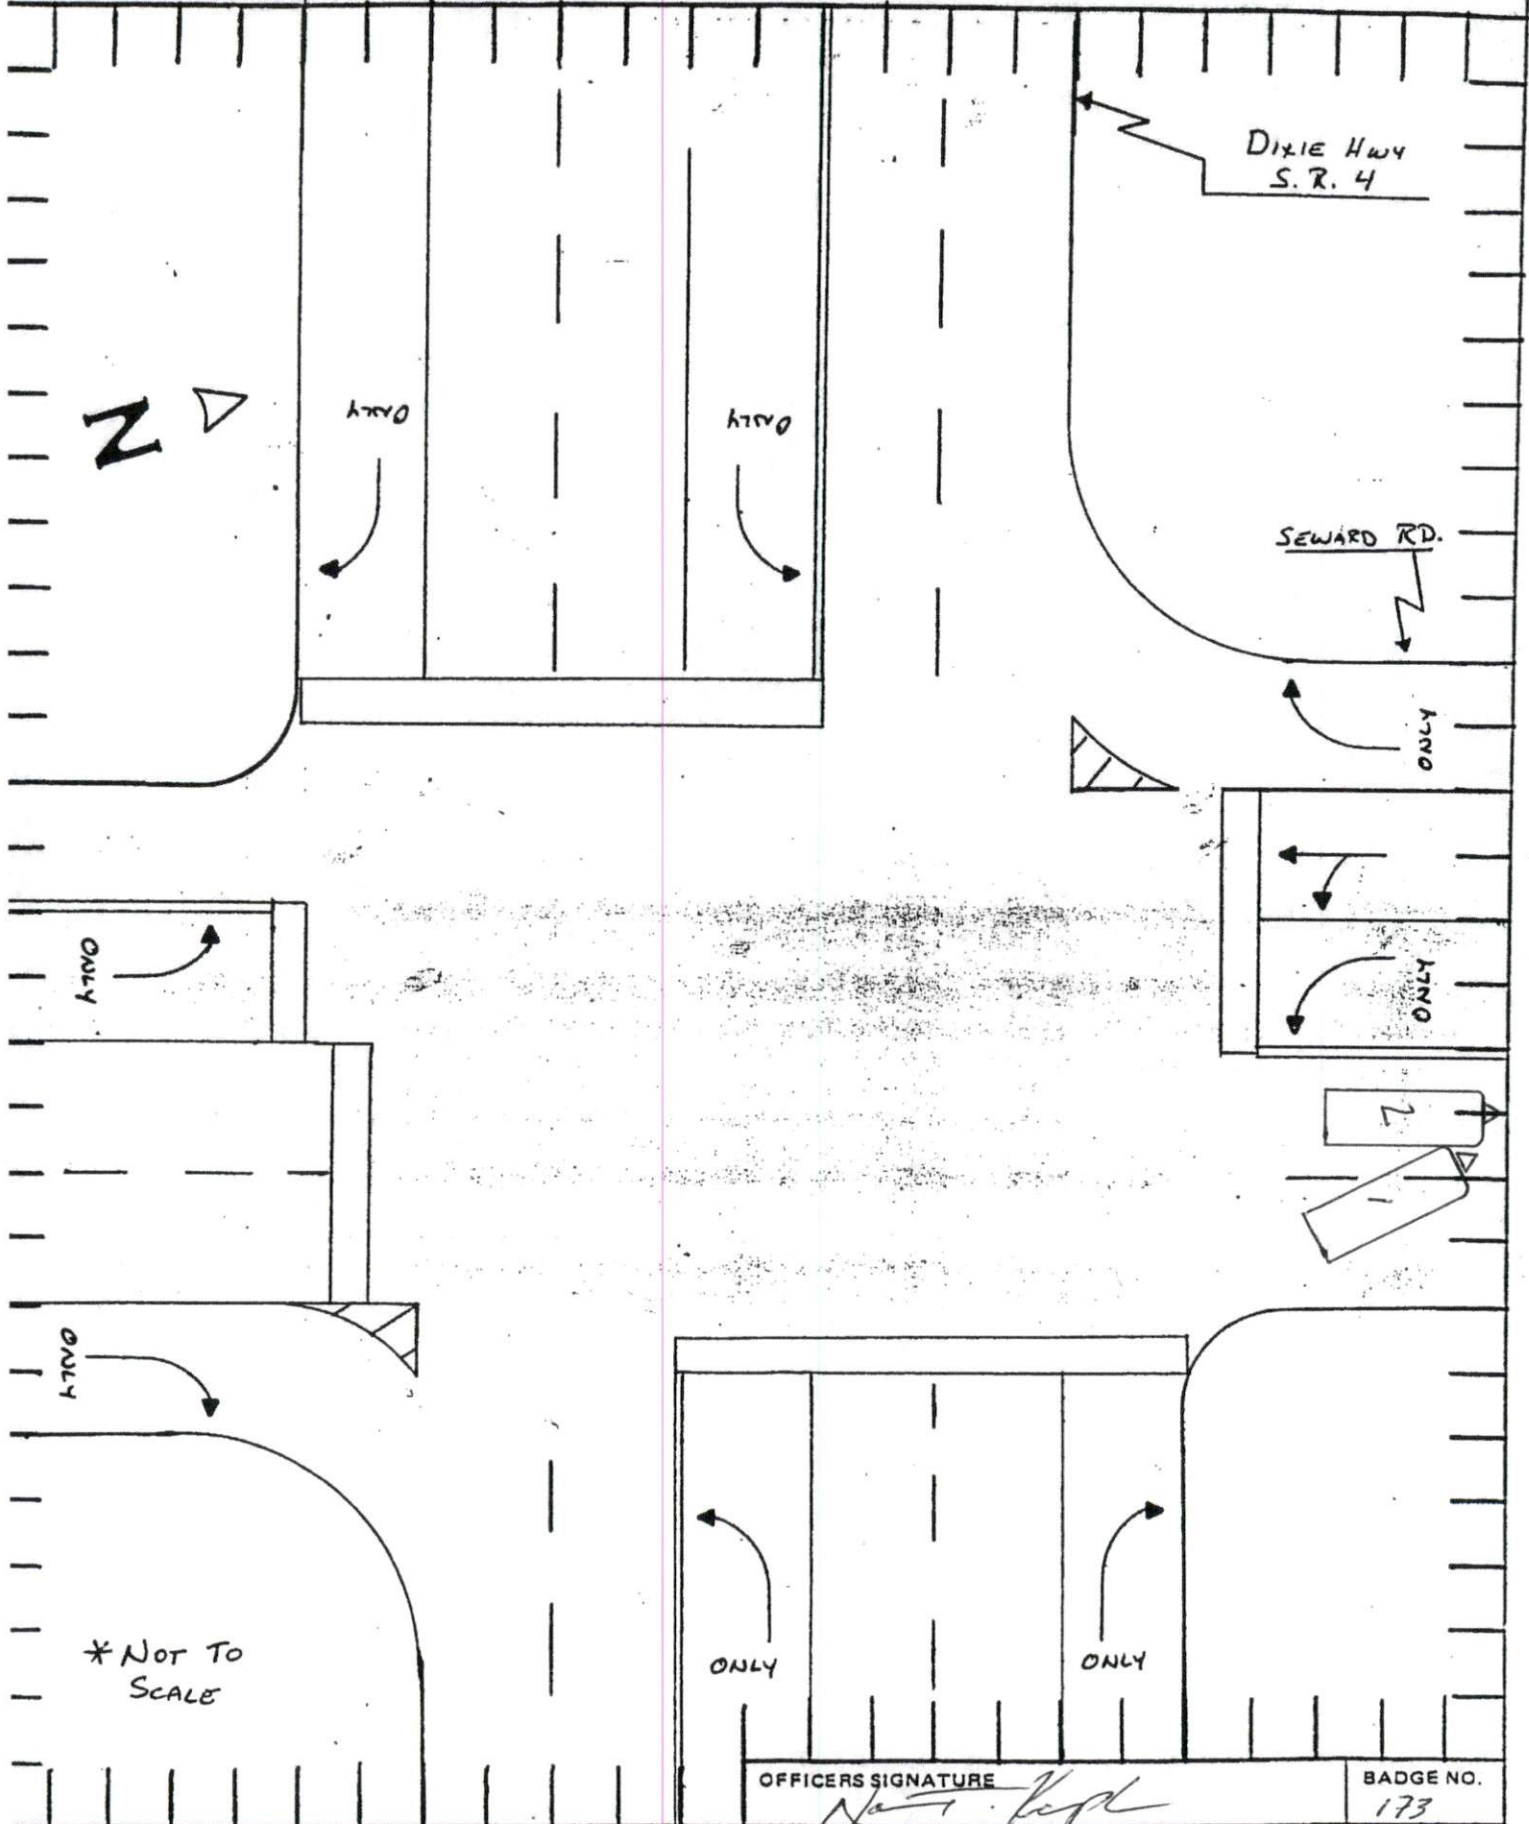 DIXIE HWY
S. R. 4
N
ONLY
ONLY
SEWARD RD.
ONLY
ONLY
ONLY
2
1
ONLY
ONLY
ONLY
* NOT TO
SCALE
OFFICERS SIGNATURE
BADGE NO.
173